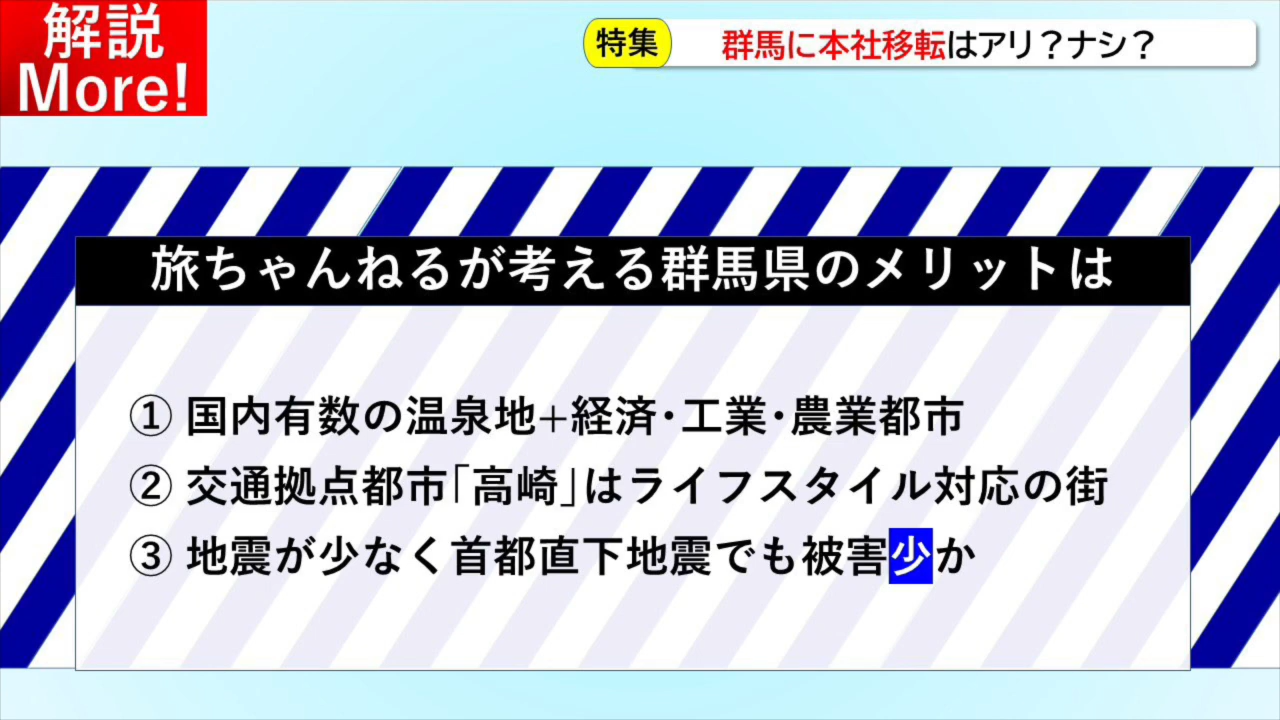 解説
More!
特集
群馬に本社移転はアリ？ナシ？
旅ちゃんねるが考える群馬県のメリットは
① 国内有数の温泉地+経済・工業・農業都市
② 交通拠点都市｢高崎｣はライフスタイル対応の街
③ 地震が少なく首都直下地震でも被害少か